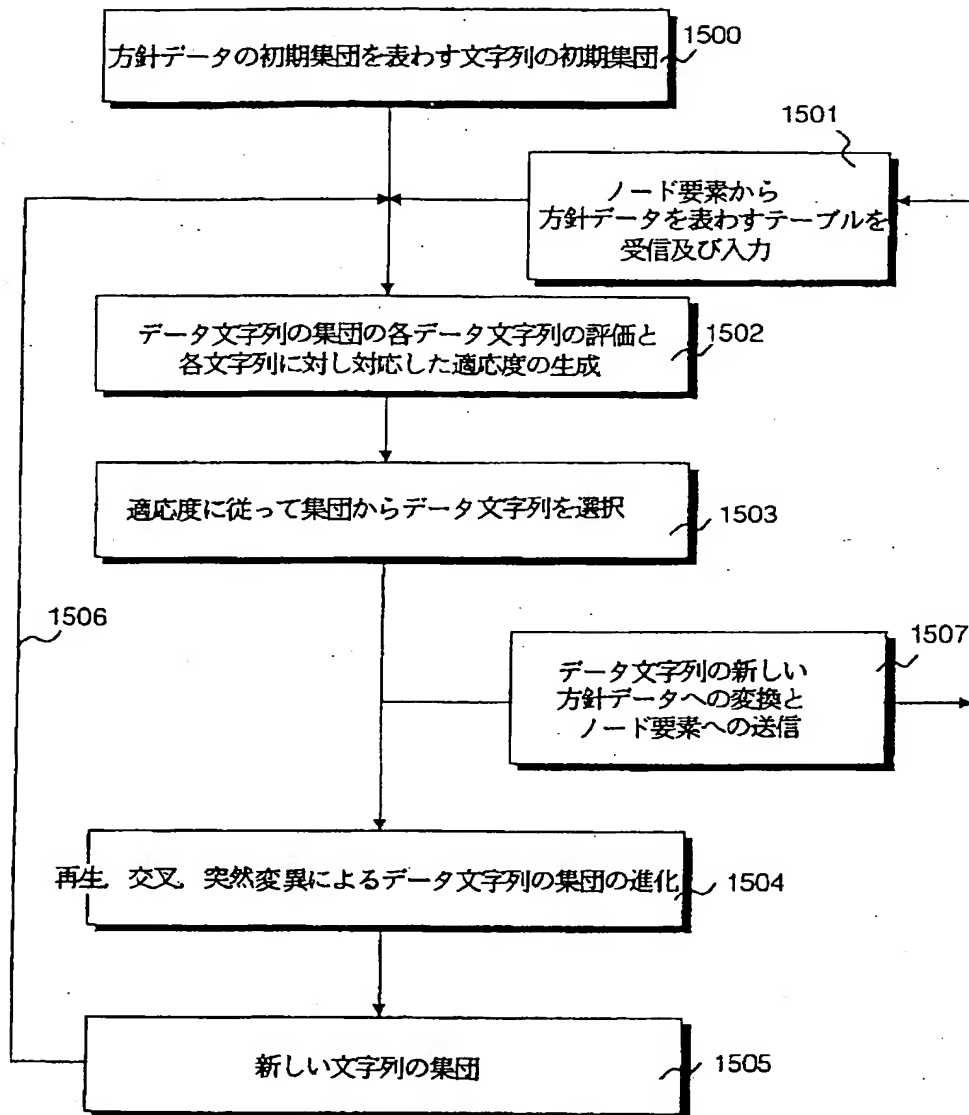 方針データの初期集団を表わす文字列の初期集団
1500
1501
ノード要素から
方針データを表わすテーブルを
受信及び入力
データ文字列の集団の各データ文字列の評価と
各文字列に対し対応した適応度の生成
1502
適応度に従って集団からデータ文字列を選択
1503
1506
1507
データ文字列の新しい
方針データへの変換と
ノード要素への送信
再生, 交叉, 突然変異によるデータ文字列の集団の進化
1504
新しい文字列の集団
1505